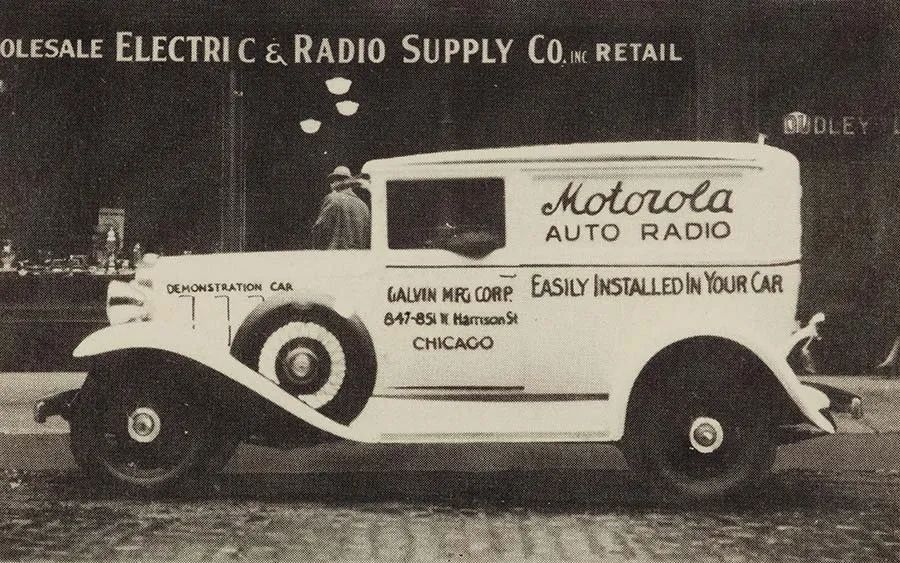 OLESALE ELECTRIC & RADIO SUPPLY CO. INC RETAIL
DUDLEY
Motorola
AUTO RADIO
DEMONSTRATION CAR
GALVIN MFG CORP.
847-851 W. Harrison St
CHICAGO
EASILY INSTALLED IN YOUR CAR